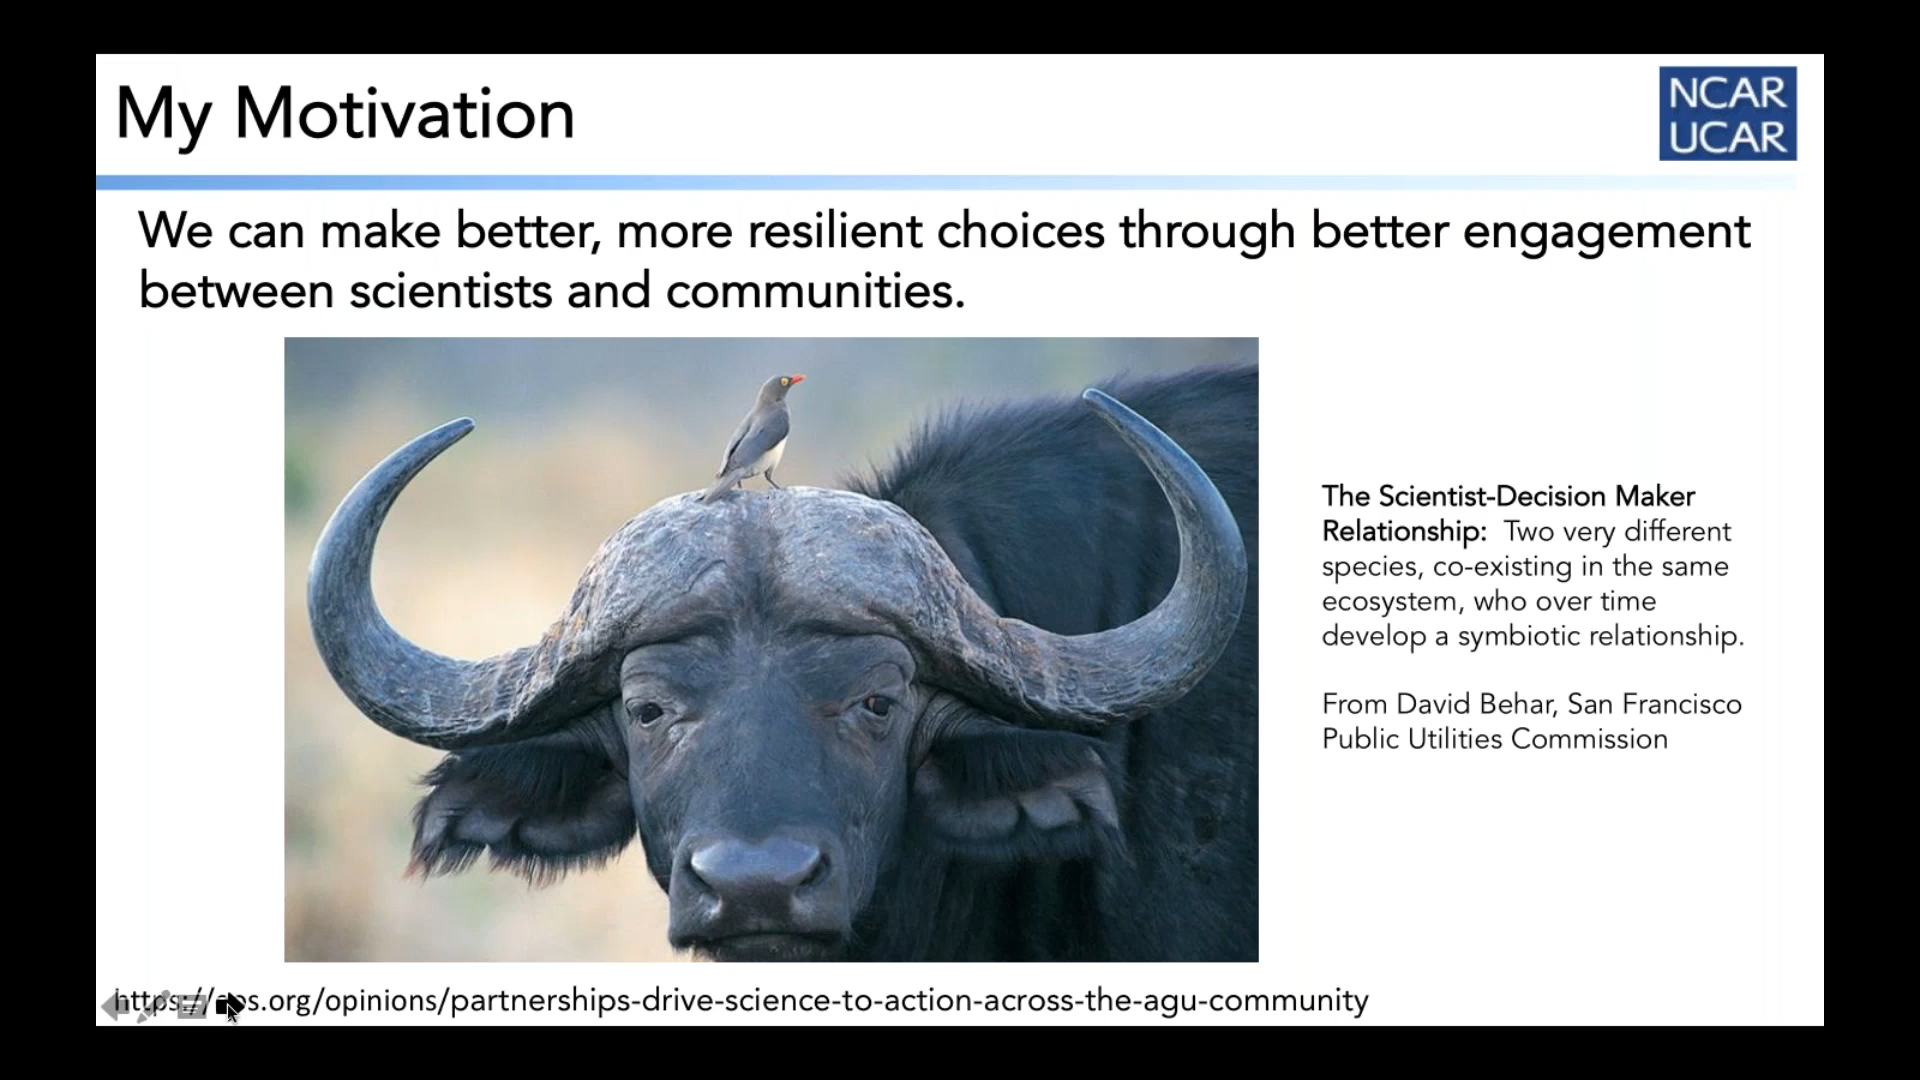 My Motivation
NCAR
UCAR
We can make better, more resilient choices through better engagement
between scientists and communities.
The Scientist-Decision Maker
Relationship: Two very different
species, co-existing in the same
ecosystem, who over time
develop a symbiotic relationship.
From David Behar, San Francisco
Public Utilities Commission
https://eos.org/opinions/partnerships-drive-science-to-action-across-the-agu-community